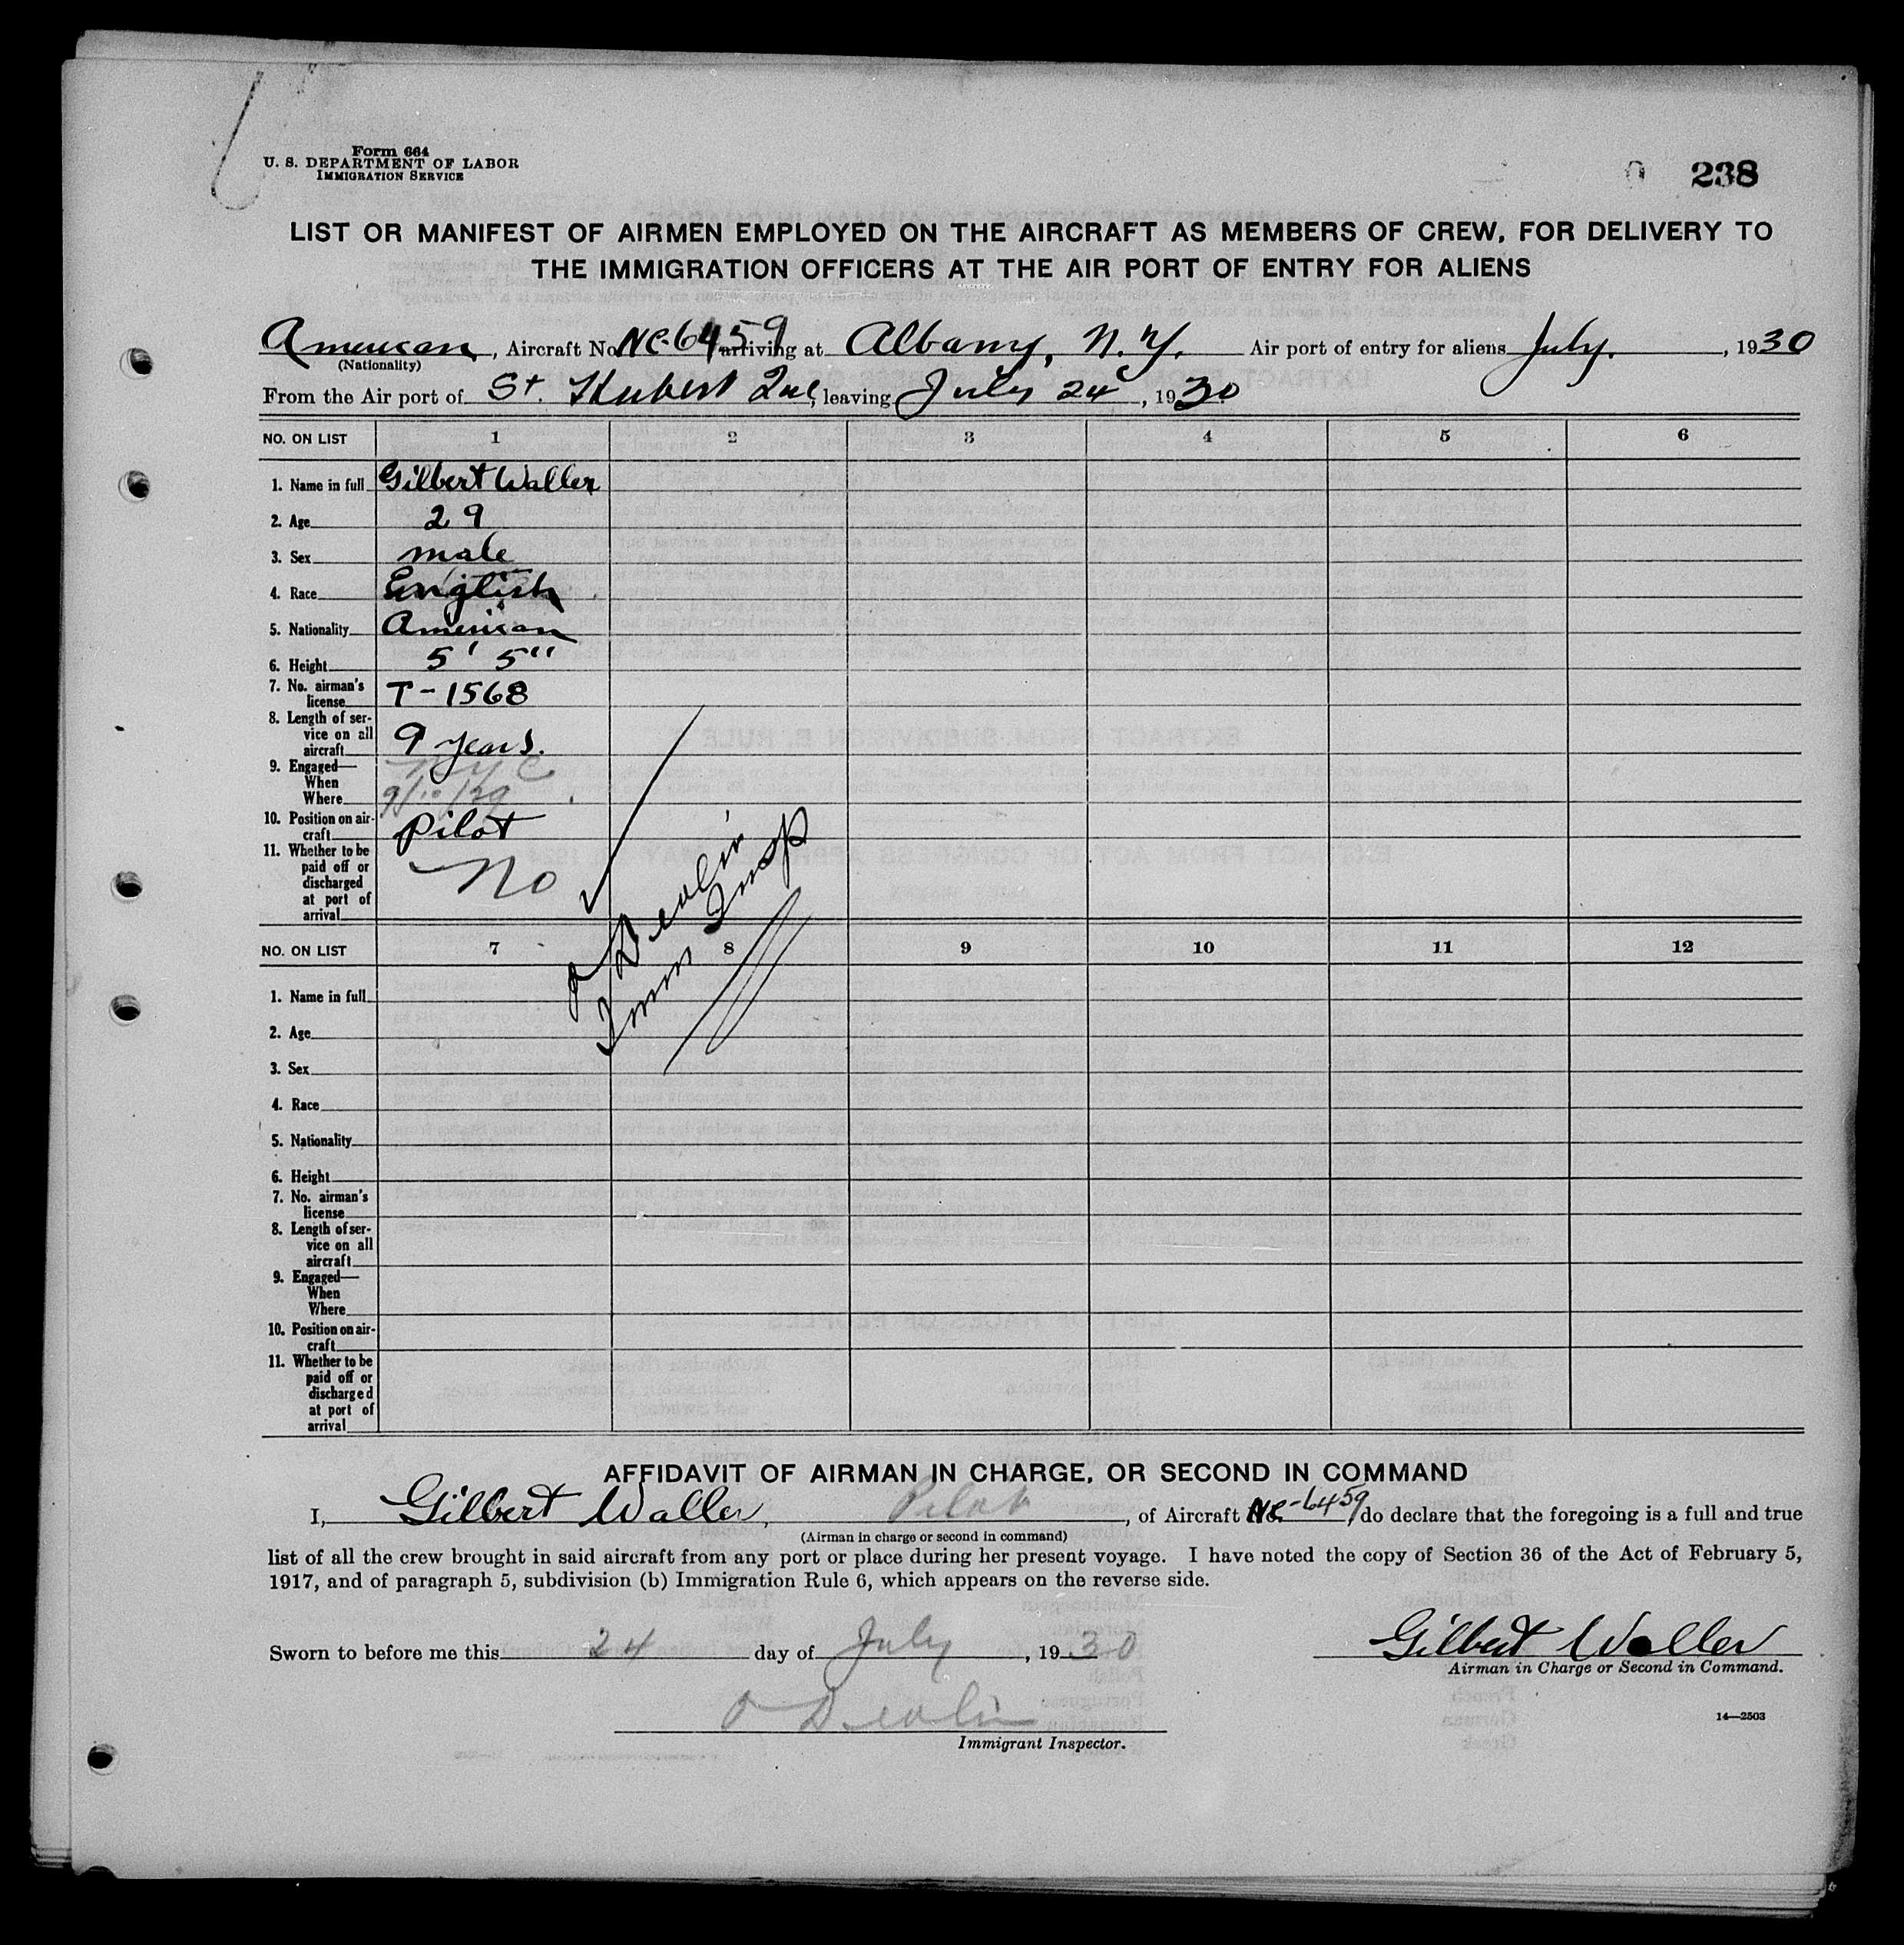 Form 664
U. S. DEPARTMENT OF LABOR
IMMIGRATION SERVICE
238
LIST OR MANIFEST OF AIRMEN EMPLOYED ON THE AIRCRAFT AS MEMBERS OF CREW, FOR DELIVERY TO
THE IMMIGRATION OFFICERS AT THE AIR PORT OF ENTRY FOR ALIENS
American, Aircraft No. NC-6459 arriving at Albany, N.Y. Air port of entry for aliens July, 1930
(Nationality)
From the Air port of St. Hubert Que, leaving July 24, 1930
NO. ON LIST 1 2 3 4 5 6
1. Name in full Gilbert Waller
2. Age 29
3. Sex male
4. Race English
5. Nationality American
6. Height 5' 5"
7. No. airman's
license T-1568
8. Length of ser-
vice on all
aircraft 9 years.
9. Engaged— NYC
When
Where 9/10/29
10. Position on air-
craft Pilot
11. Whether to be
paid off or
discharged
at port of
arrival No
Devlin
Imm Insp
NO. ON LIST 7 8 9 10 11 12
1. Name in full
2. Age
3. Sex
4. Race
5. Nationality
6. Height
7. No. airman's
license
8. Length of ser-
vice on all
aircraft
9. Engaged—
When
Where
10. Position on air-
craft
11. Whether to be
paid off or
discharged
at port of
arrival
AFFIDAVIT OF AIRMAN IN CHARGE, OR SECOND IN COMMAND
I, Gilbert Waller, Pilot, of Aircraft NC-6459, do declare that the foregoing is a full and true
(Airman in charge or second in command)
list of all the crew brought in said aircraft from any port or place during her present voyage. I have noted the copy of Section 36 of the Act of February 5,
1917, and of paragraph 5, subdivision (b) Immigration Rule 6, which appears on the reverse side.
Sworn to before me this 24 day of July, 1930
Gilbert Waller
Airman in Charge or Second in Command.
Devlin
Immigrant Inspector.
14—2503